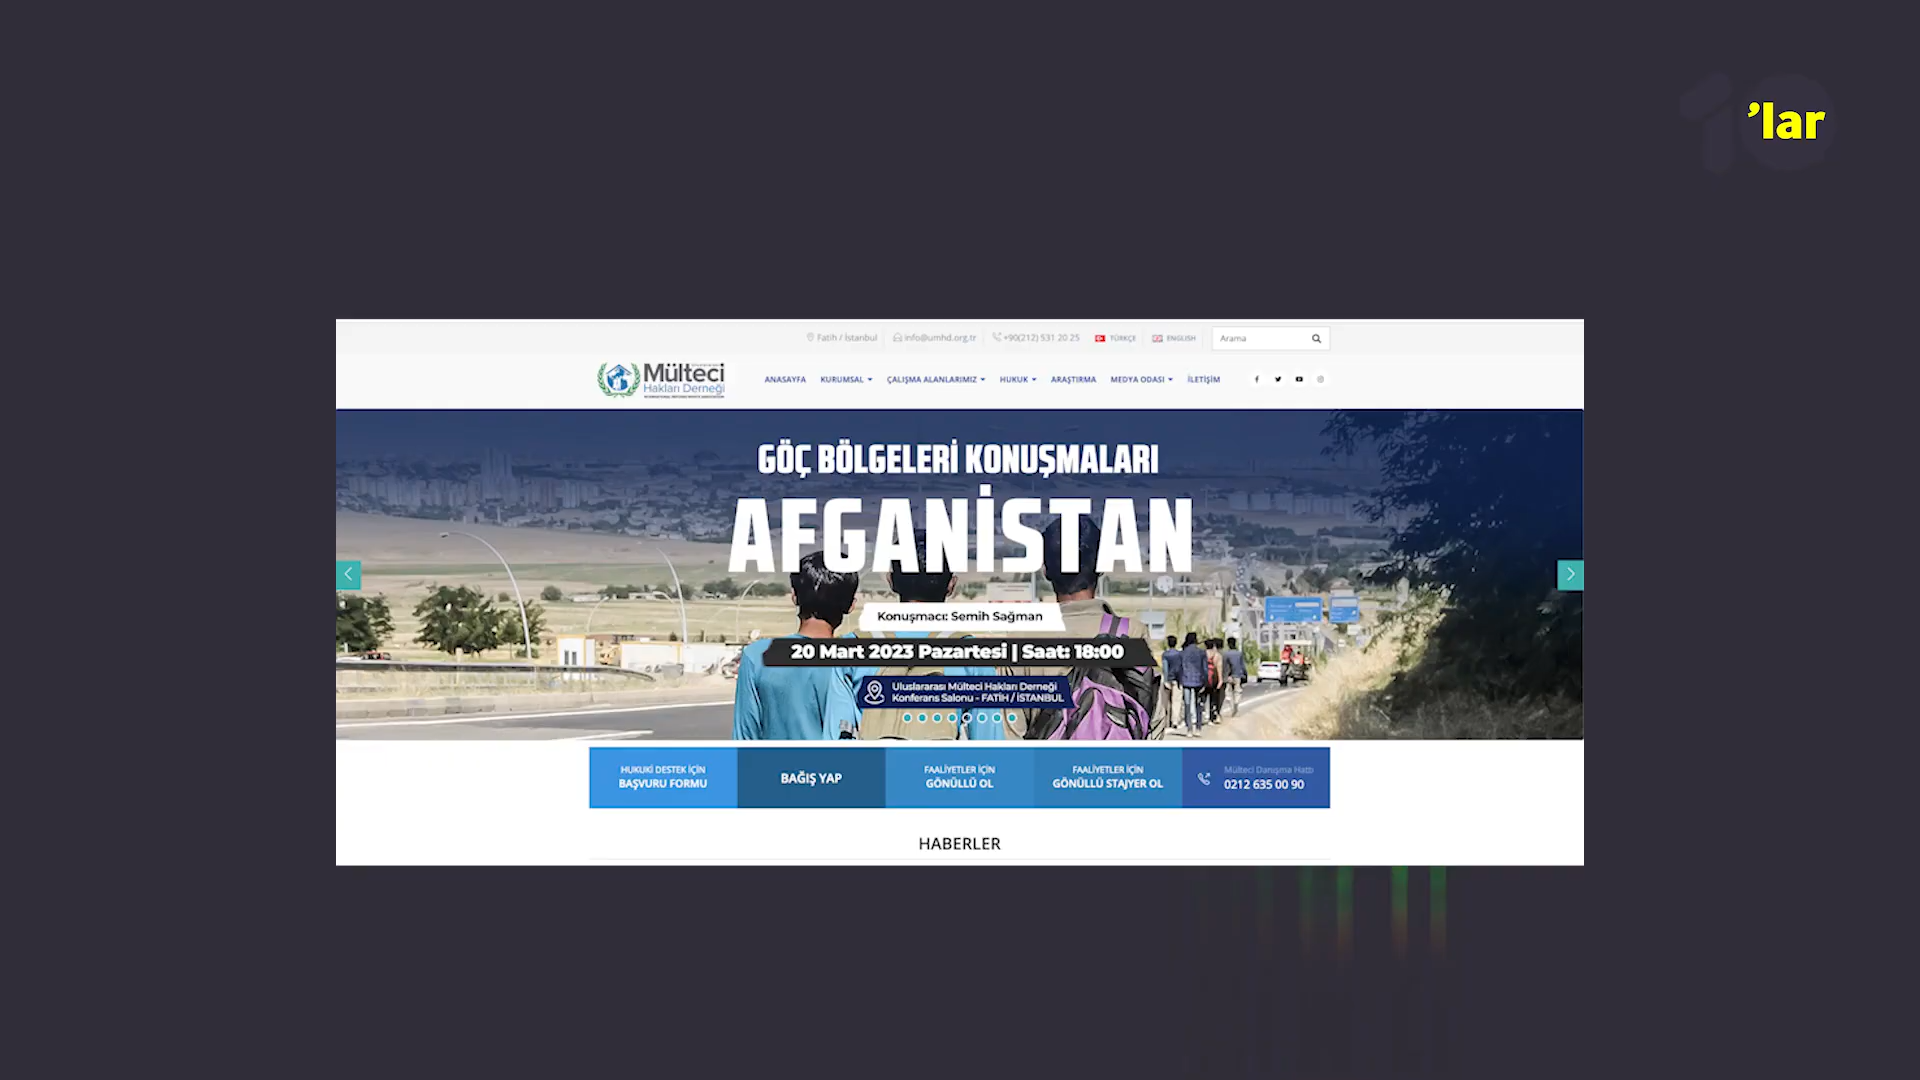 ’lar
Fatih / İstanbul
info@umhd.org.tr
+90(212) 531 20 25
TÜRKÇE
ENGLISH
Arama
Mülteci
Hakları Derneği
ANASAYFA
KURUMSAL
ÇALIŞMA ALANLARIMIZ
HUKUK
ARAŞTIRMA
MEDYA ODASI
İLETİŞİM
GÖÇ BÖLGELERİ KONUŞMALARI
AFGANİSTAN
Konuşmacı: Semih Sağman
20 Mart 2023 Pazartesi | Saat: 18:00
Uluslararası Mülteci Hakları Derneği
Konferans Salonu - FATİH / İSTANBUL
HUKUKİ DESTEK İÇİN
BAŞVURU FORMU
BAĞIŞ YAP
FAALİYETLER İÇİN
GÖNÜLLÜ OL
FAALİYETLER İÇİN
GÖNÜLLÜ STAJYER OL
Mülteci Danışma Hattı
0212 635 00 90
HABERLER